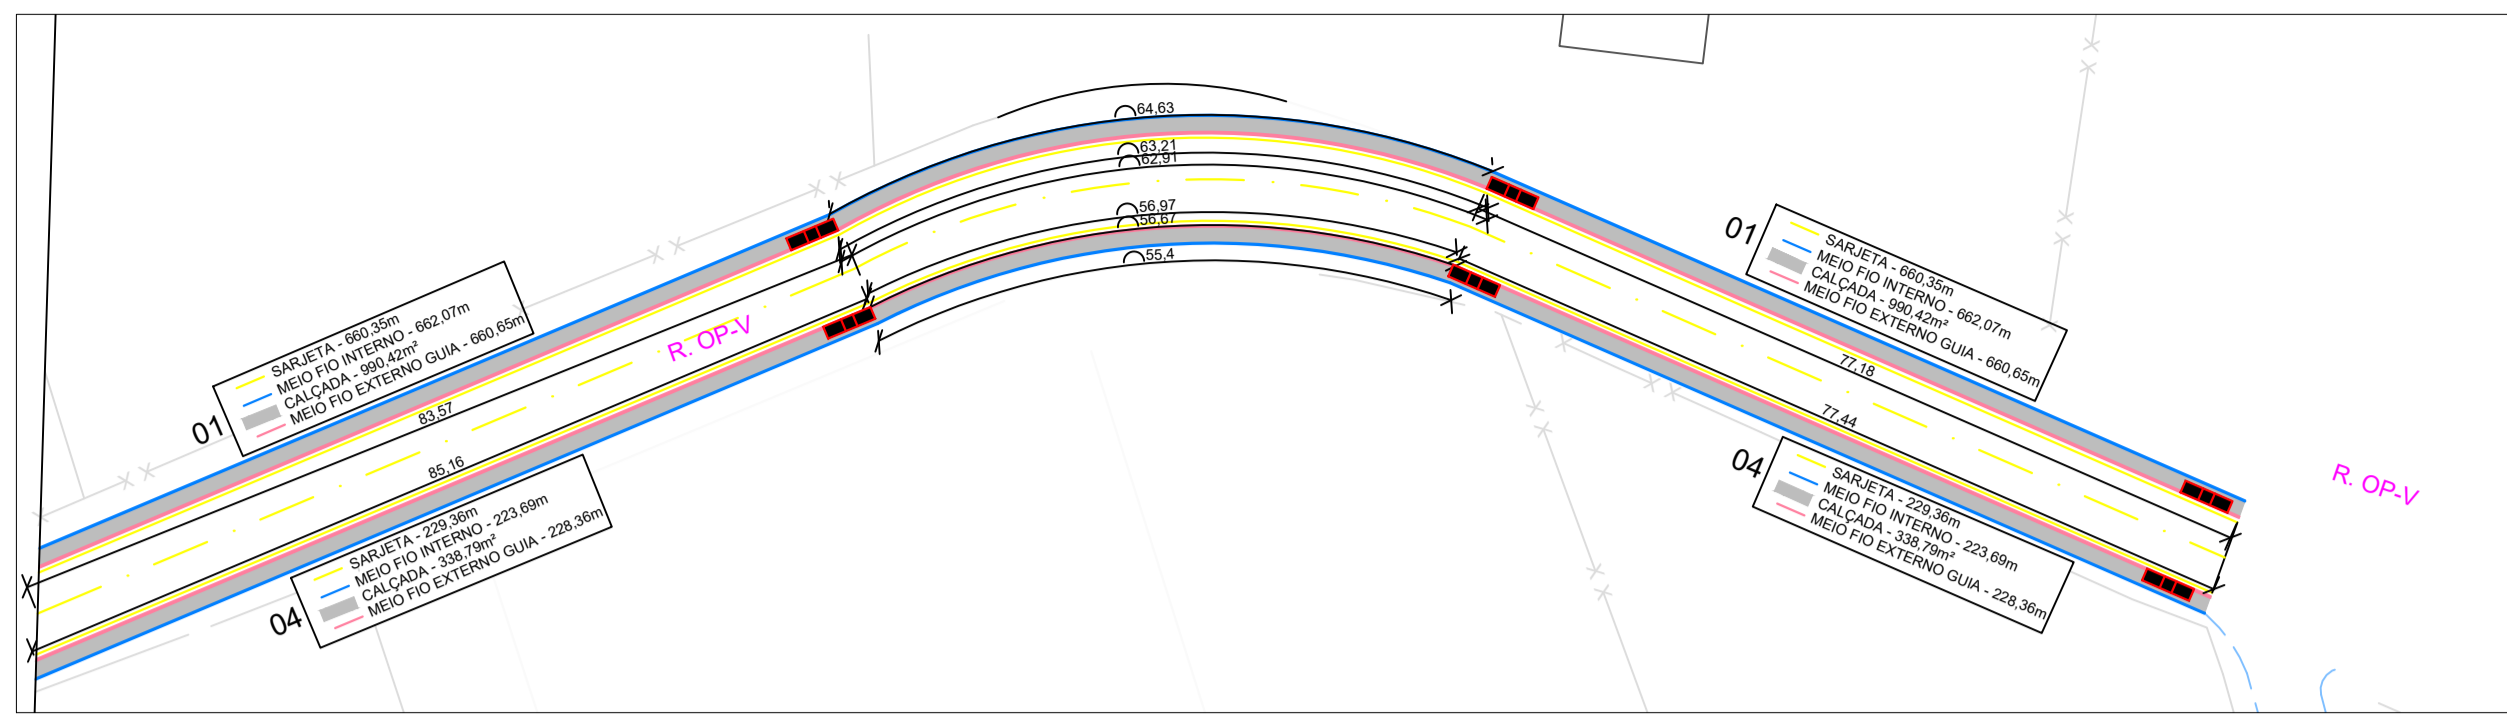 64,63
63,21
62,91
56,97
56,67
55,4
01
SARJETA - 660,35m
MEIO FIO INTERNO - 662,07m
CALÇADA - 990,42m²
MEIO FIO EXTERNO GUIA - 660,65m
R. OP-V
83,57
85,16
04
SARJETA - 229,36m
MEIO FIO INTERNO - 223,69m
CALÇADA - 338,79m²
MEIO FIO EXTERNO GUIA - 228,36m
01
SARJETA - 660,35m
MEIO FIO INTERNO - 662,07m
CALÇADA - 990,42m²
MEIO FIO EXTERNO GUIA - 660,65m
77,18
77,44
04
SARJETA - 229,36m
MEIO FIO INTERNO - 223,69m
CALÇADA - 338,79m²
MEIO FIO EXTERNO GUIA - 228,36m
R. OP-V